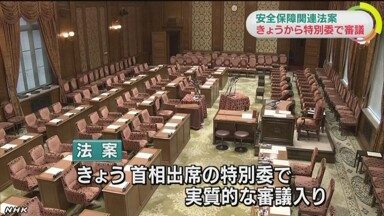 安全保障関連法案
きょうから特別委で審議
法案
きょう 首相出席の特別委で
実質的な審議入り
NHK